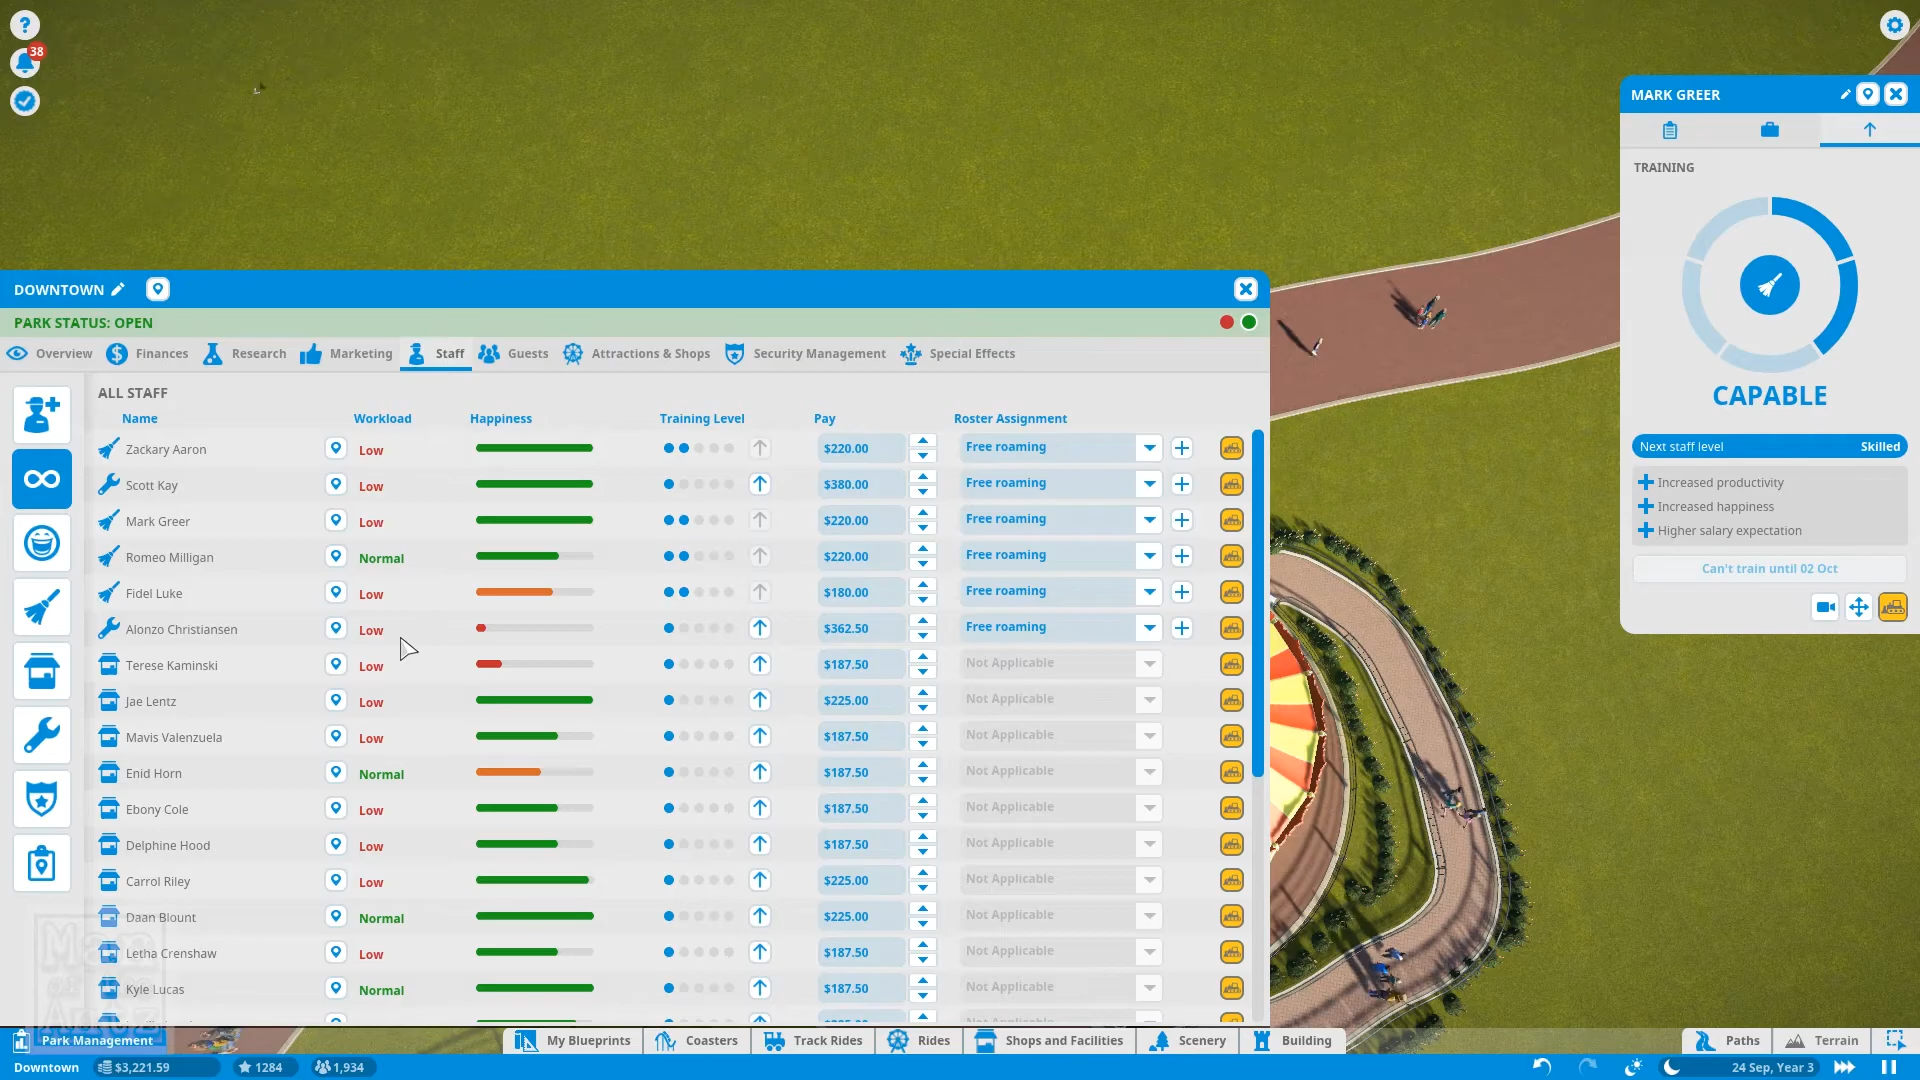 ?
38
MARK GREER
TRAINING
CAPABLE
Next staff level Skilled
Increased productivity
Increased happiness
Higher salary expectation
Can't train until 02 Oct
DOWNTOWN
PARK STATUS: OPEN
Overview Finances Research Marketing Staff Guests Attractions & Shops Security Management Special Effects
ALL STAFF
Name Workload Happiness Training Level Pay Roster Assignment
Zackary Aaron Low $220.00 Free roaming
Scott Kay Low $380.00 Free roaming
Mark Greer Low $220.00 Free roaming
Romeo Milligan Normal $220.00 Free roaming
Fidel Luke Low $180.00 Free roaming
Alonzo Christiansen Low $362.50 Free roaming
Terese Kaminski Low $187.50 Not Applicable
Jae Lentz Low $225.00 Not Applicable
Mavis Valenzuela Low $187.50 Not Applicable
Enid Horn Normal $187.50 Not Applicable
Ebony Cole Low $187.50 Not Applicable
Delphine Hood Low $187.50 Not Applicable
Carrol Riley Low $225.00 Not Applicable
Daan Blount Normal $225.00 Not Applicable
Letha Crenshaw Low $187.50 Not Applicable
Kyle Lucas Normal $187.50 Not Applicable
Park Management My Blueprints Coasters Track Rides Rides Shops and Facilities Scenery Building Paths Terrain
Downtown $3,221.59 1284 1,934 24 Sep, Year 3